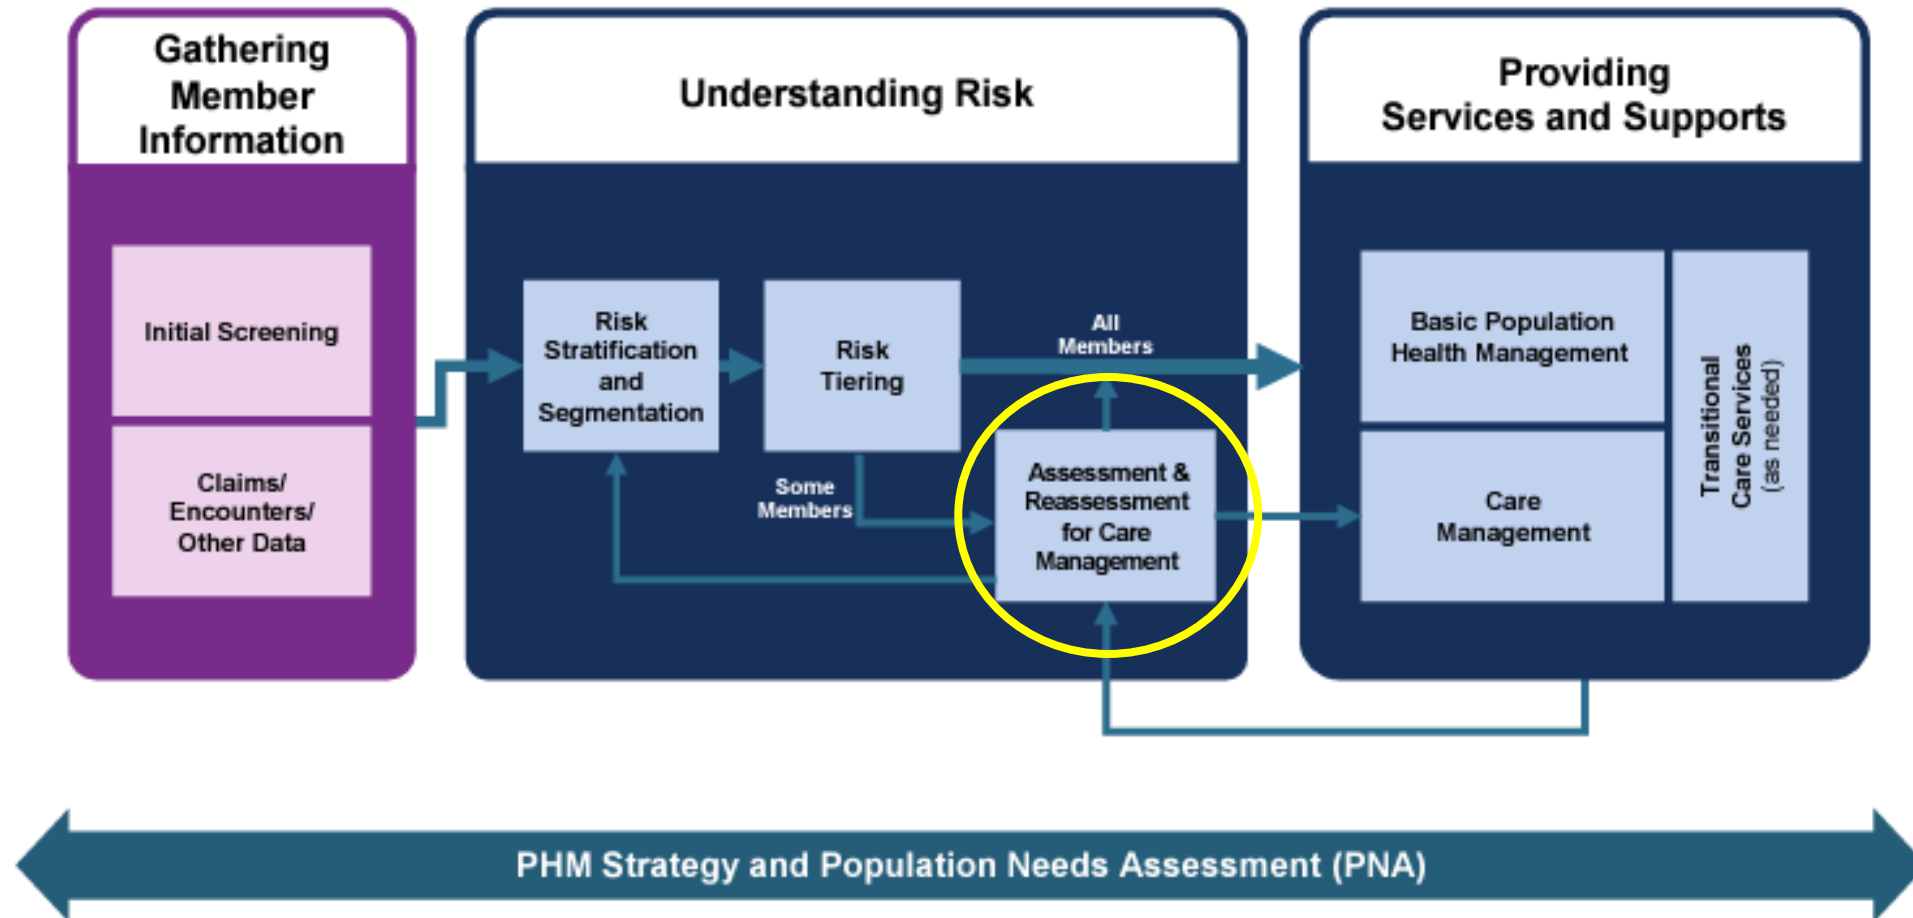 Gathering
Member
Information
Initial Screening
Claims/
Encounters/
Other Data
Understanding Risk
Risk
Stratification
and
Segmentation
Risk
Tiering
All
Members
Some
Members
Assessment &
Reassessment
for Care
Management
Providing
Services and Supports
Basic Population
Health Management
Care
Management
Transitional
Care Services
(as needed)
PHM Strategy and Population Needs Assessment (PNA)